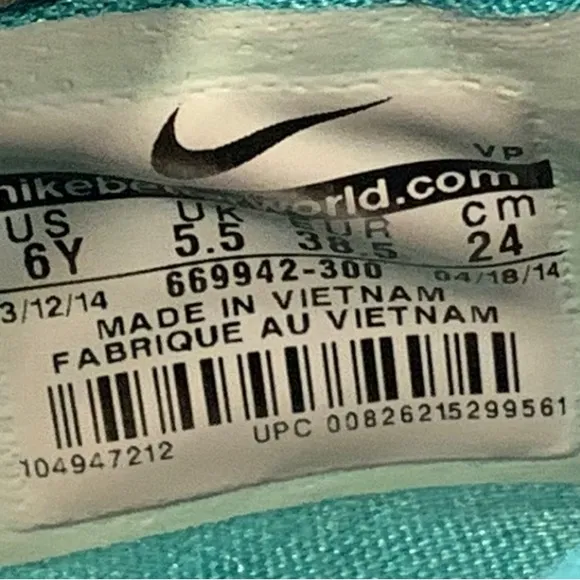 VP
nikebe world.com
US UK EUR cm
6Y 5.5 38.5 24
669942-300
3/12/14 04/18/14
MADE IN VIETNAM
FABRIQUE AU VIETNAM
104947212 UPC 00826215299561